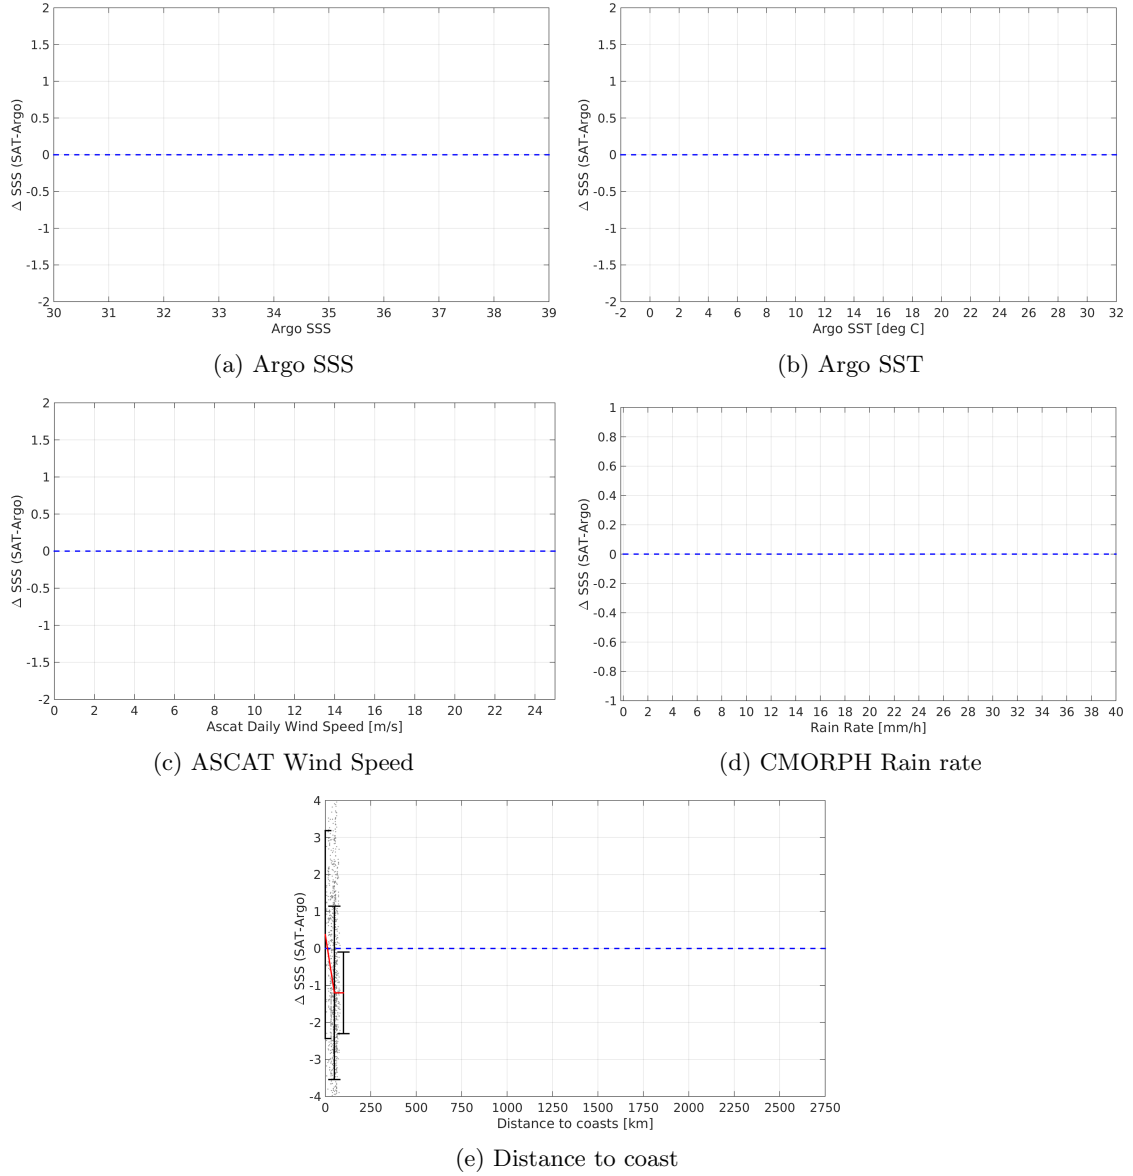 2
1.5
1
0.5
0
-0.5
-1
-1.5
-2
Δ SSS (SAT-Argo)
30 31 32 33 34 35 36 37 38 39
Argo SSS
(a) Argo SSS
2
1.5
1
0.5
0
-0.5
-1
-1.5
-2
Δ SSS (SAT-Argo)
-2 0 2 4 6 8 10 12 14 16 18 20 22 24 26 28 30 32
Argo SST [deg C]
(b) Argo SST
2
1.5
1
0.5
0
-0.5
-1
-1.5
-2
Δ SSS (SAT-Argo)
0 2 4 6 8 10 12 14 16 18 20 22 24
Ascat Daily Wind Speed [m/s]
(c) ASCAT Wind Speed
1
0.8
0.6
0.4
0.2
0
-0.2
-0.4
-0.6
-0.8
-1
Δ SSS (SAT-Argo)
0 2 4 6 8 10 12 14 16 18 20 22 24 26 28 30 32 34 36 38 40
Rain Rate [mm/h]
(d) CMORPH Rain rate
4
3
2
1
0
-1
-2
-3
-4
Δ SSS (SAT-Argo)
0 250 500 750 1000 1250 1500 1750 2000 2250 2500 2750
Distance to coasts [km]
(e) Distance to coast